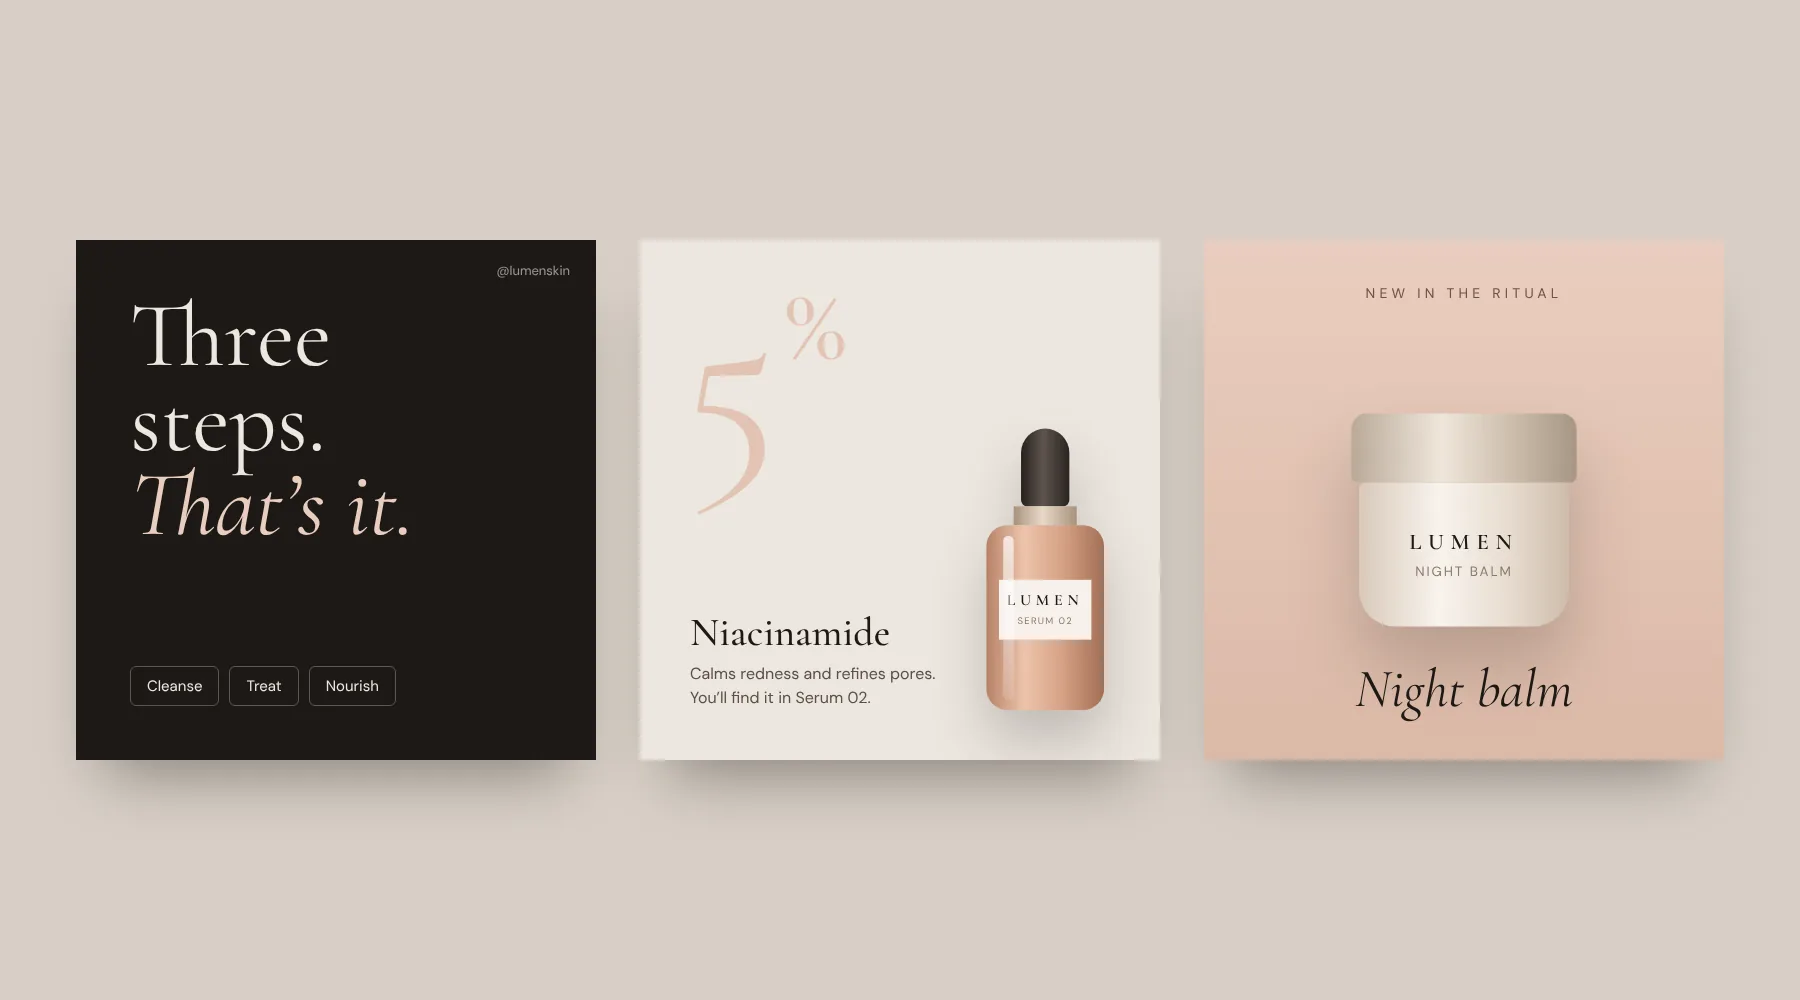 @lumenskin
Three
steps.
That's it.
Cleanse
Treat
Nourish
5%
LUMEN
SERUM 02
Niacinamide
Calms redness and refines pores.
You'll find it in Serum 02.
NEW IN THE RITUAL
LUMEN
NIGHT BALM
Night balm